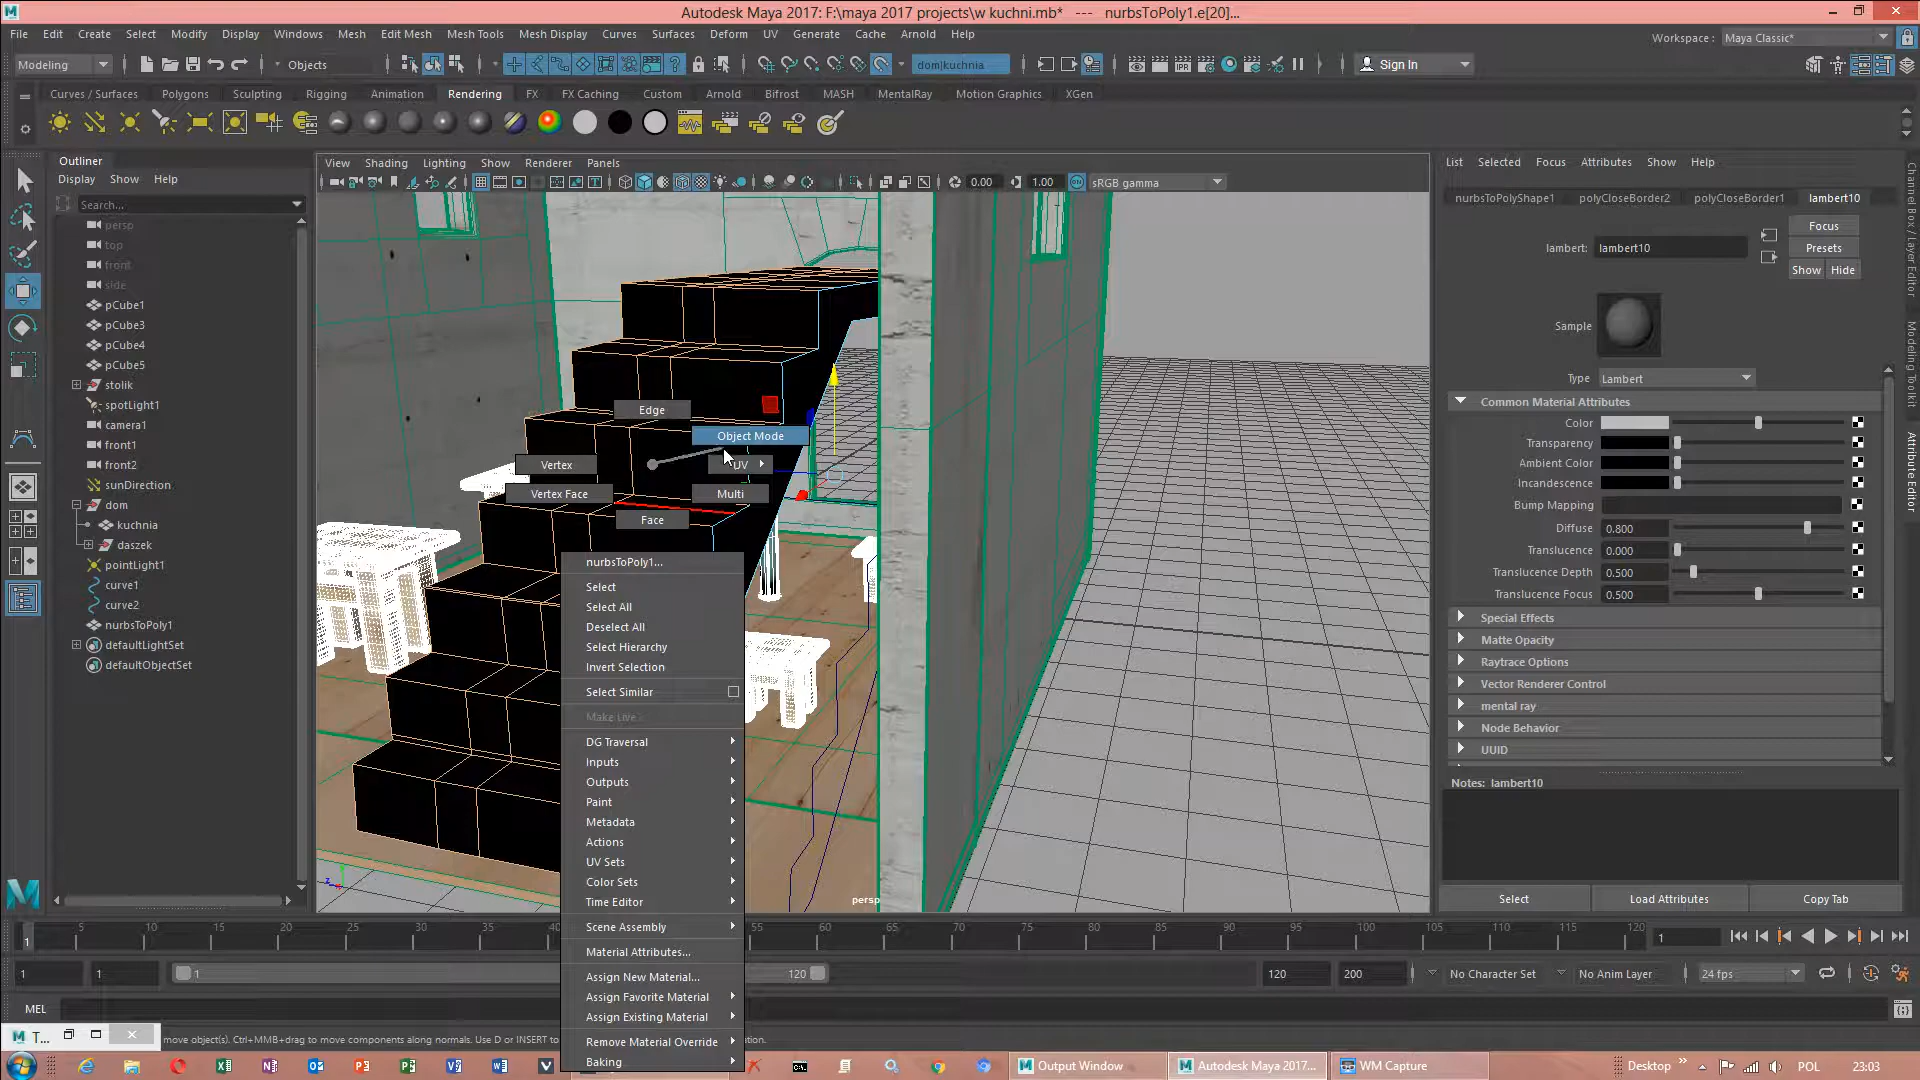 Autodesk Maya 2017: F:\maya 2017 projects\w kuchni.mb* --- nurbsToPoly1.e[20]...
File Edit Create Select Modify Display Windows Mesh Edit Mesh Mesh Tools Mesh Display Curves Surfaces Deform UV Generate Cache Arnold Help
Workspace : Maya Classic*
Modeling Objects dom|kuchnia Sign In
Curves / Surfaces Polygons Sculpting Rigging Animation Rendering FX FX Caching Custom Arnold Bifrost MASH MentalRay Motion Graphics XGen
Outliner
Display Show Help
Search...
persp
top
front
side
pCube1
pCube3
pCube4
pCube5
stolik
spotLight1
camera1
front1
front2
sunDirection
dom
kuchnia
daszek
pointLight1
curve1
curve2
nurbsToPoly1
defaultLightSet
defaultObjectSet
View Shading Lighting Show Renderer Panels
0.00 1.00 sRGB gamma
Edge
Object Mode
Vertex
UV
Vertex Face
Multi
Face
nurbsToPoly1...
Select
Select All
Deselect All
Select Hierarchy
Invert Selection
Select Similar
Make Live
DG Traversal
Inputs
Outputs
Paint
Metadata
Actions
UV Sets
Color Sets
Time Editor
Scene Assembly
Material Attributes...
Assign New Material...
Assign Favorite Material
Assign Existing Material
Remove Material Override
Baking
persp
List Selected Focus Attributes Show Help
nurbsToPolyShape1 polyCloseBorder2 polyCloseBorder1 lambert10
lambert: lambert10
Focus
Presets
Show Hide
Sample
Type Lambert
Common Material Attributes
Color
Transparency
Ambient Color
Incandescence
Bump Mapping
Diffuse 0.800
Translucence 0.000
Translucence Depth 0.500
Translucence Focus 0.500
Special Effects
Matte Opacity
Raytrace Options
Vector Renderer Control
mental ray
Node Behavior
UUID
Notes: lambert10
Select Load Attributes Copy Tab
Channel Box / Layer Editor
Modeling Toolkit
Attribute Editor
1 5 10 15 20 25 30 35 40 55 60 65 70 75 80 85 90 95 100 105 110 115 120 1
1 1 1 120 120 200 No Character Set No Anim Layer 24 fps
MEL
T...
move object(s). Ctrl+MMB+drag to move components along normals. Use D or INSERT to
Output Window Autodesk Maya 2017... WM Capture Desktop POL 23:03